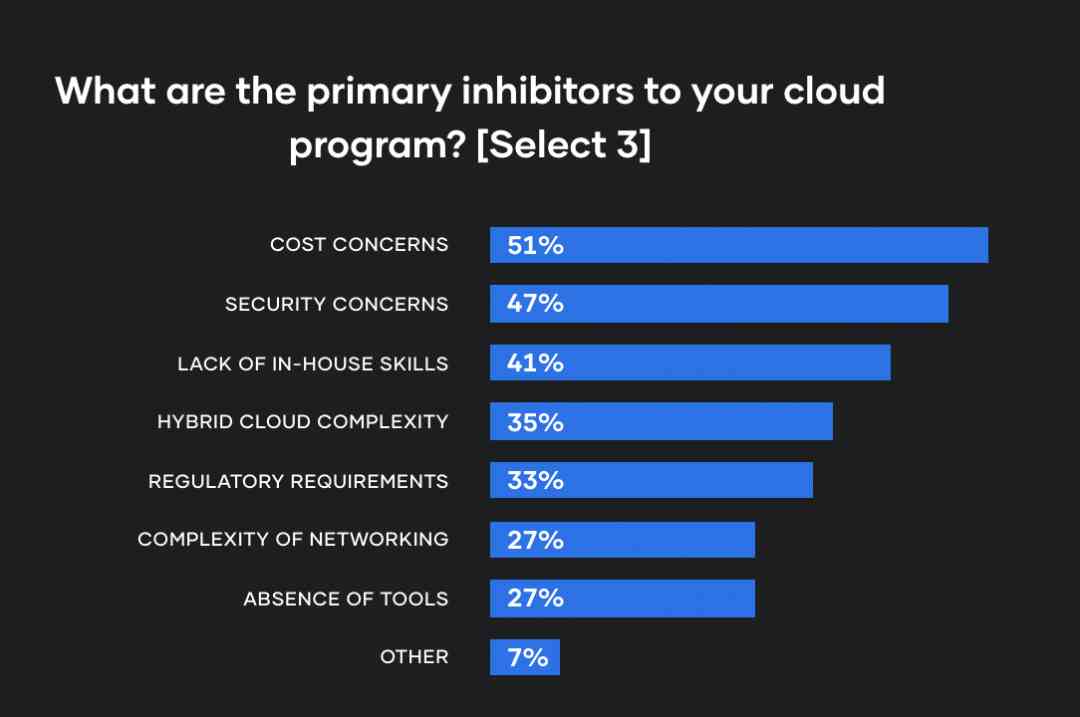 What are the primary inhibitors to your cloud
program? [Select 3]
COST CONCERNS 51%
SECURITY CONCERNS 47%
LACK OF IN-HOUSE SKILLS 41%
HYBRID CLOUD COMPLEXITY 35%
REGULATORY REQUIREMENTS 33%
COMPLEXITY OF NETWORKING 27%
ABSENCE OF TOOLS 27%
OTHER 7%